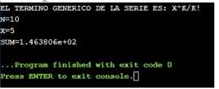 EL TERMINO GENERICO DE LA SERIE ES: X^K/K!
N=10
X=5
SUM=1.463806e+02
...Program finished with exit code 0
Press ENTER to exit console.